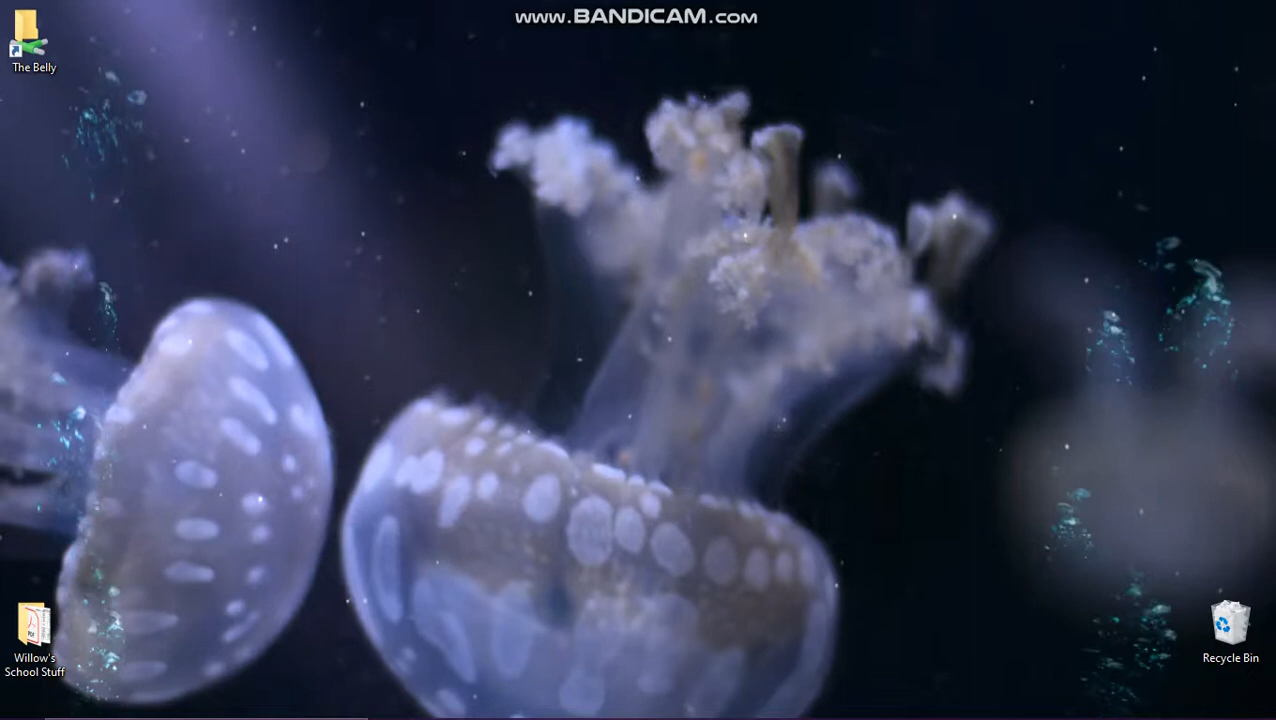 www.BANDICAM.com
The Belly
Willow's
School Stuff
Recycle Bin